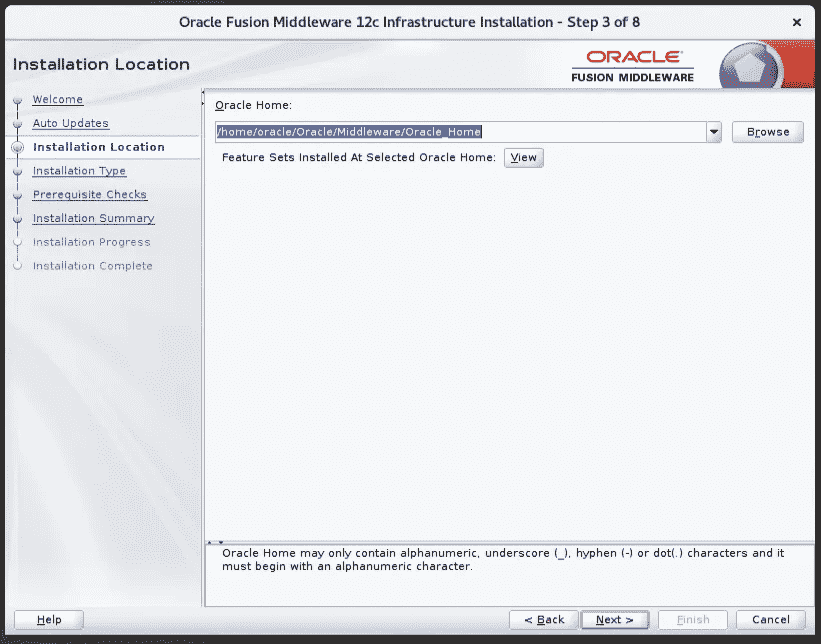 Oracle Fusion Middleware 12c Infrastructure Installation - Step 3 of 8
Installation Location
ORACLE
FUSION MIDDLEWARE
Welcome
Auto Updates
Installation Location
Installation Type
Prerequisite Checks
Installation Summary
Installation Progress
Installation Complete
Oracle Home:
/home/oracle/Oracle/Middleware/Oracle_Home
Browse
Feature Sets Installed At Selected Oracle Home: View
Oracle Home may only contain alphanumeric, underscore (_), hyphen (-) or dot(.) characters and it
must begin with an alphanumeric character.
Help
< Back
Next >
Finish
Cancel